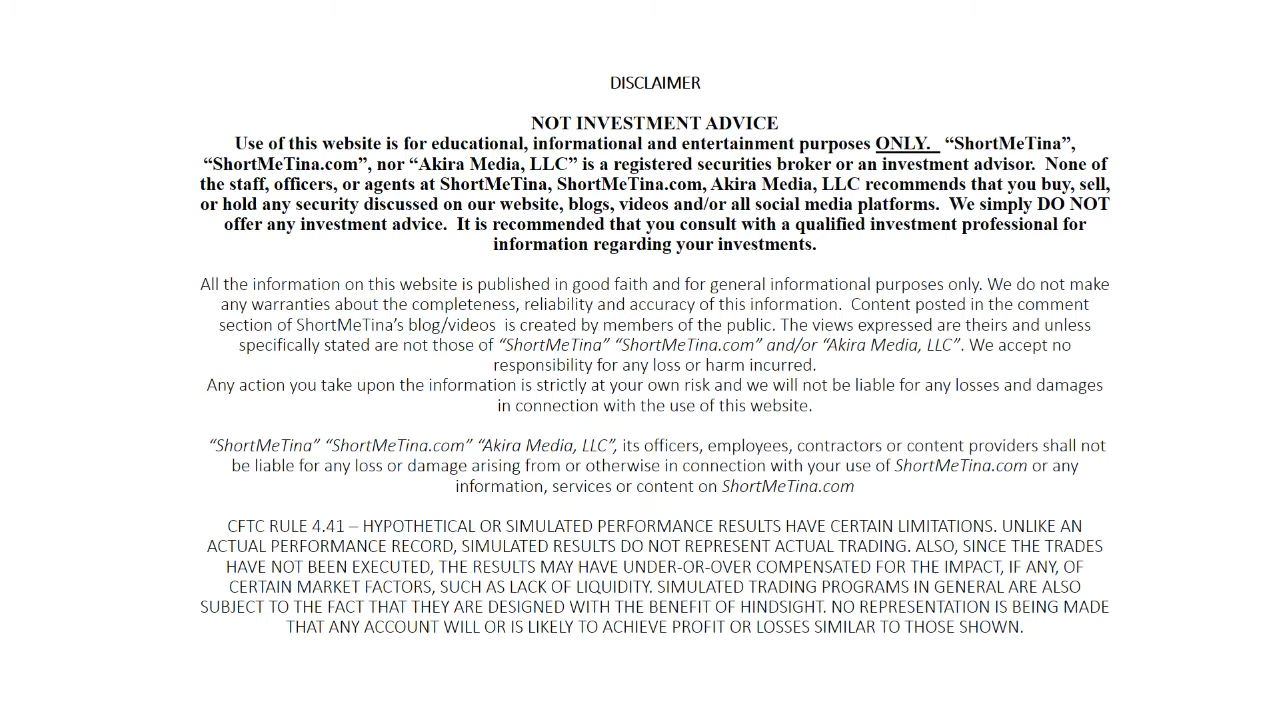 DISCLAIMER
NOT INVESTMENT ADVICE
Use of this website is for educational, informational and entertainment purposes ONLY. “ShortMeTina”,
“ShortMeTina.com”, nor “Akira Media, LLC” is a registered securities broker or an investment advisor. None of
the staff, officers, or agents at ShortMeTina, ShortMeTina.com, Akira Media, LLC recommends that you buy, sell,
or hold any security discussed on our website, blogs, videos and/or all social media platforms. We simply DO NOT
offer any investment advice. It is recommended that you consult with a qualified investment professional for
information regarding your investments.
All the information on this website is published in good faith and for general informational purposes only. We do not make
any warranties about the completeness, reliability and accuracy of this information. Content posted in the comment
section of ShortMeTina’s blog/videos is created by members of the public. The views expressed are theirs and unless
specifically stated are not those of “ShortMeTina” “ShortMeTina.com” and/or “Akira Media, LLC”. We accept no
responsibility for any loss or harm incurred.
Any action you take upon the information is strictly at your own risk and we will not be liable for any losses and damages
in connection with the use of this website.
“ShortMeTina” “ShortMeTina.com” “Akira Media, LLC”, its officers, employees, contractors or content providers shall not
be liable for any loss or damage arising from or otherwise in connection with your use of ShortMeTina.com or any
information, services or content on ShortMeTina.com
CFTC RULE 4.41 – HYPOTHETICAL OR SIMULATED PERFORMANCE RESULTS HAVE CERTAIN LIMITATIONS. UNLIKE AN
ACTUAL PERFORMANCE RECORD, SIMULATED RESULTS DO NOT REPRESENT ACTUAL TRADING. ALSO, SINCE THE TRADES
HAVE NOT BEEN EXECUTED, THE RESULTS MAY HAVE UNDER-OR-OVER COMPENSATED FOR THE IMPACT, IF ANY, OF
CERTAIN MARKET FACTORS, SUCH AS LACK OF LIQUIDITY. SIMULATED TRADING PROGRAMS IN GENERAL ARE ALSO
SUBJECT TO THE FACT THAT THEY ARE DESIGNED WITH THE BENEFIT OF HINDSIGHT. NO REPRESENTATION IS BEING MADE
THAT ANY ACCOUNT WILL OR IS LIKELY TO ACHIEVE PROFIT OR LOSSES SIMILAR TO THOSE SHOWN.